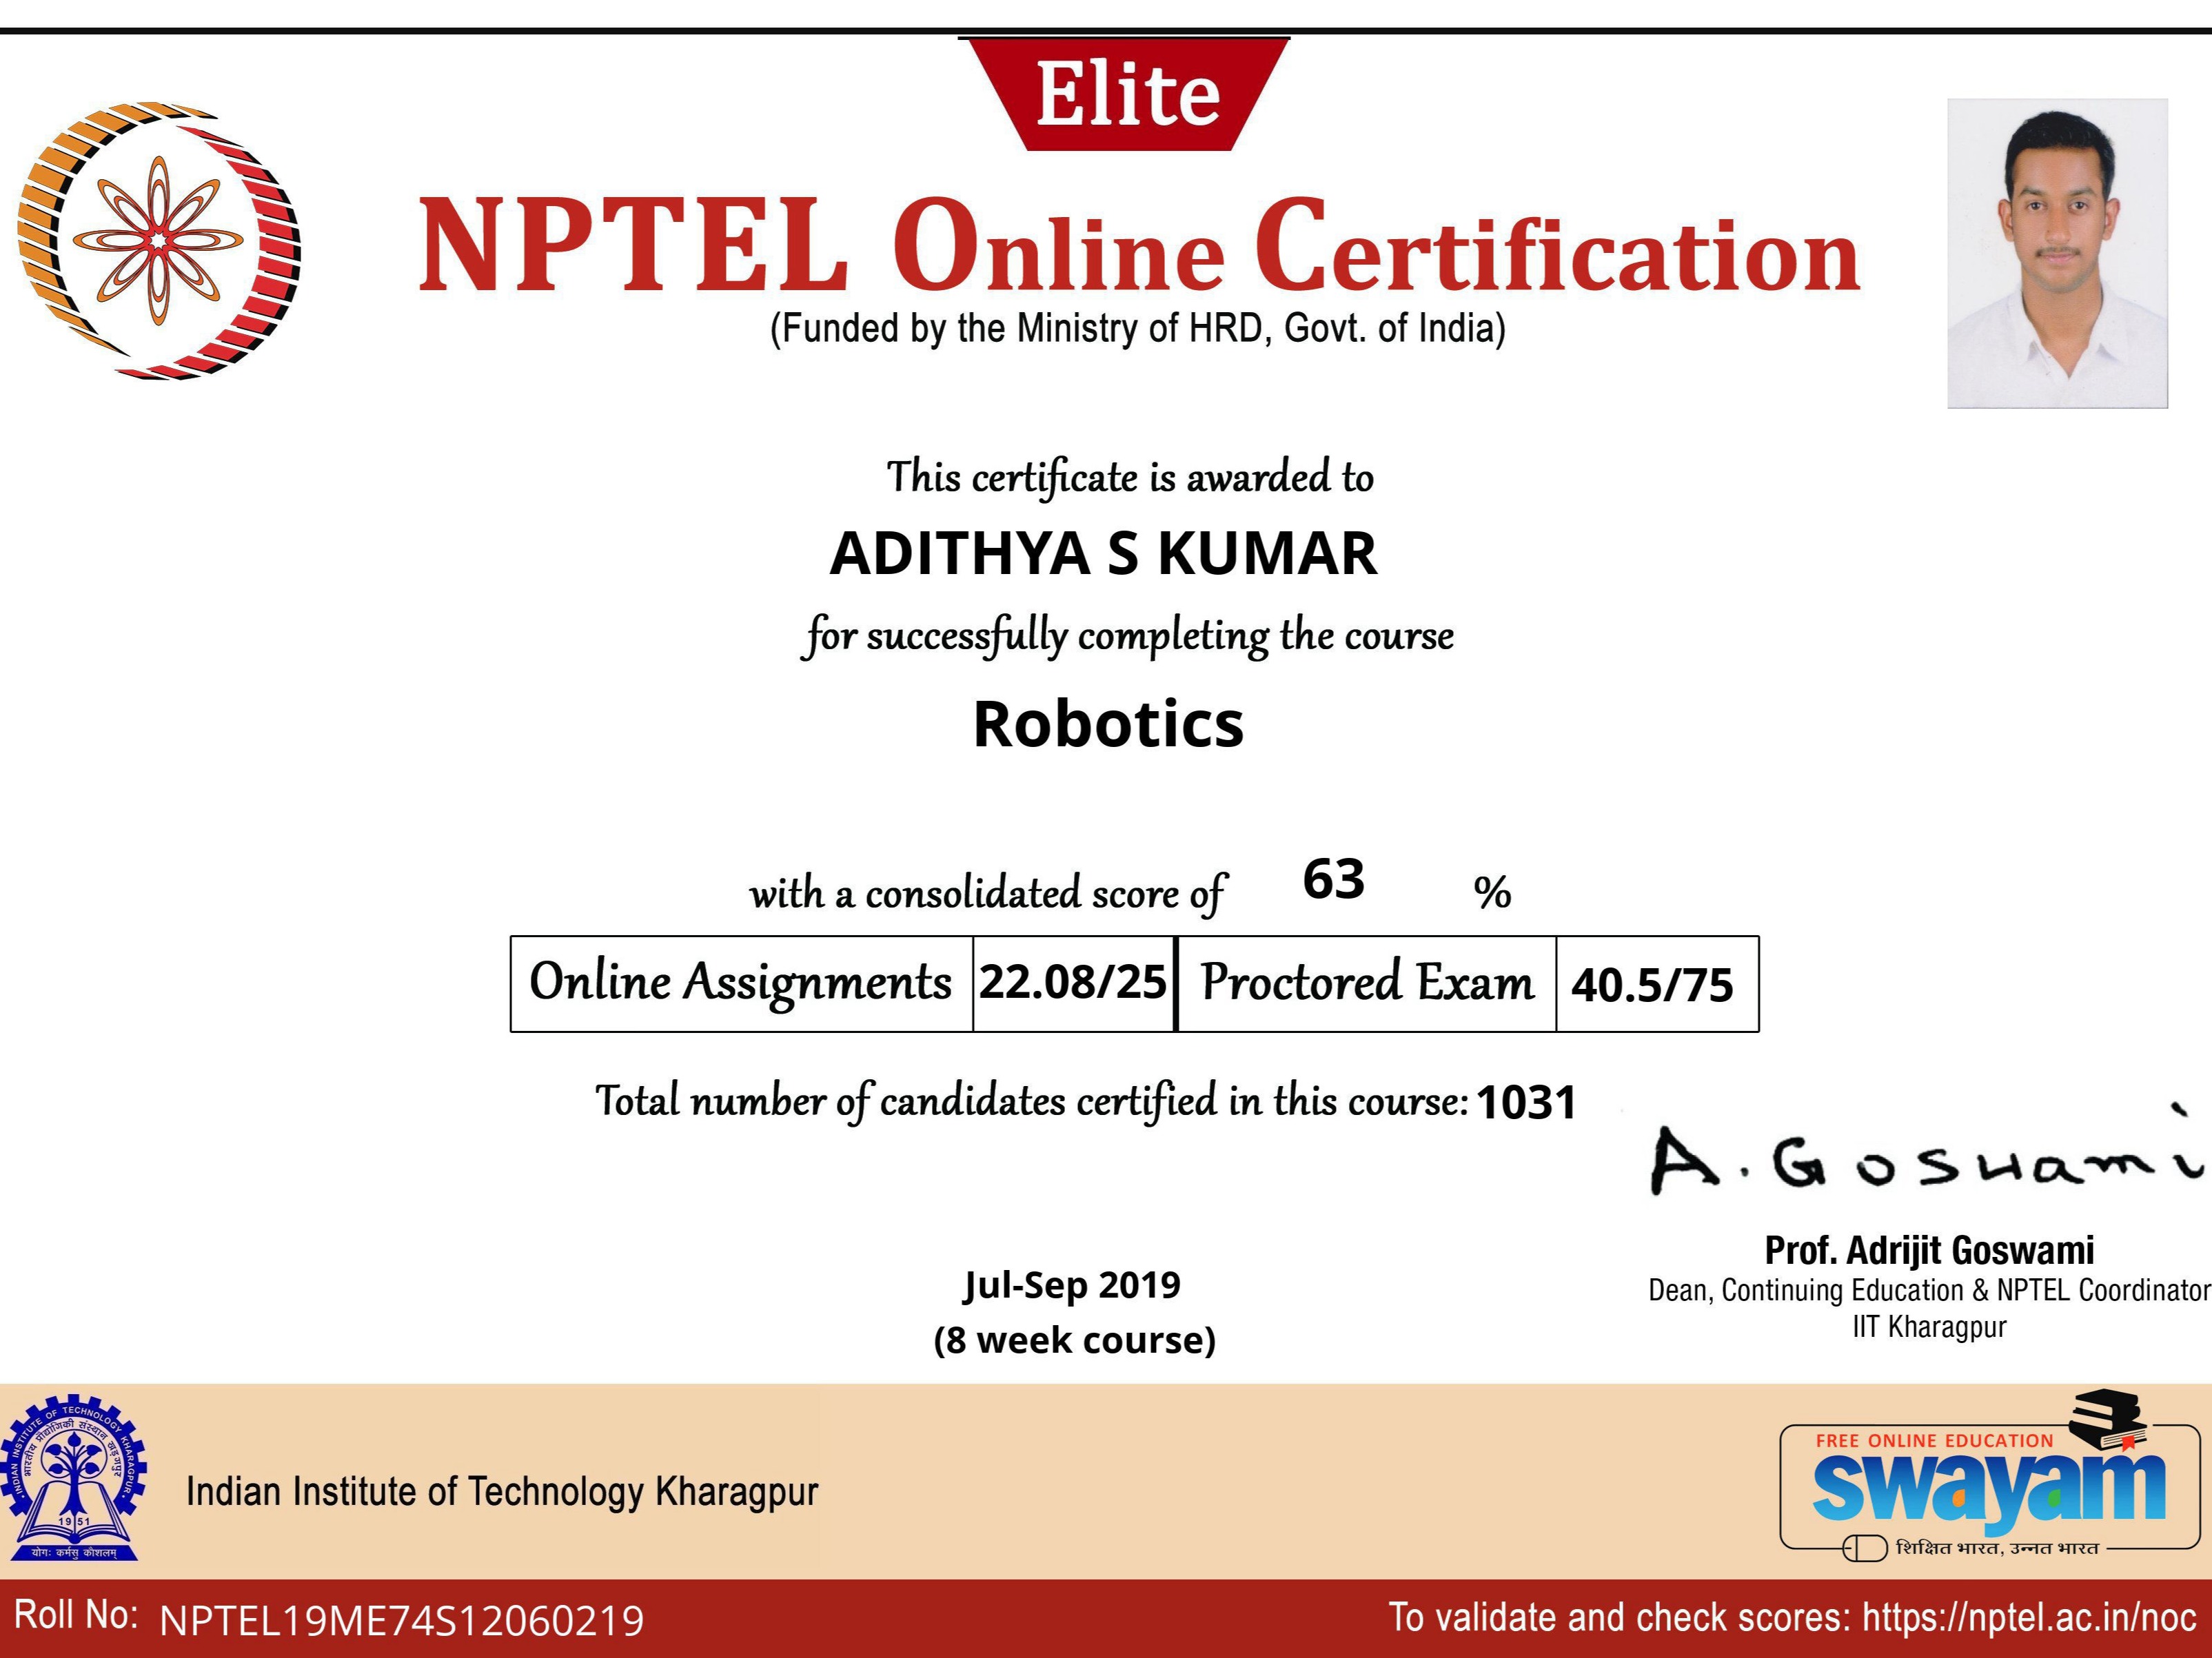 Elite
NPTEL Online Certification
(Funded by the Ministry of HRD, Govt. of India)
This certificate is awarded to
ADITHYA S KUMAR
for successfully completing the course
Robotics
with a consolidated score of 63 %
Online Assignments 22.08/25 Proctored Exam 40.5/75
Total number of candidates certified in this course: 1031
A. Goswami
Prof. Adrijit Goswami
Dean, Continuing Education & NPTEL Coordinator
IIT Kharagpur
Jul-Sep 2019
(8 week course)
INDIAN INSTITUTE OF TECHNOLOGY KHARAGPUR
भारतीय प्रौद्योगिकी संस्थान खड़गपुर
1951
योगः कर्मसु कौशलम्
Indian Institute of Technology Kharagpur
FREE ONLINE EDUCATION
swayam
शिक्षित भारत, उन्नत भारत
Roll No: NPTEL19ME74S12060219
To validate and check scores: https://nptel.ac.in/noc